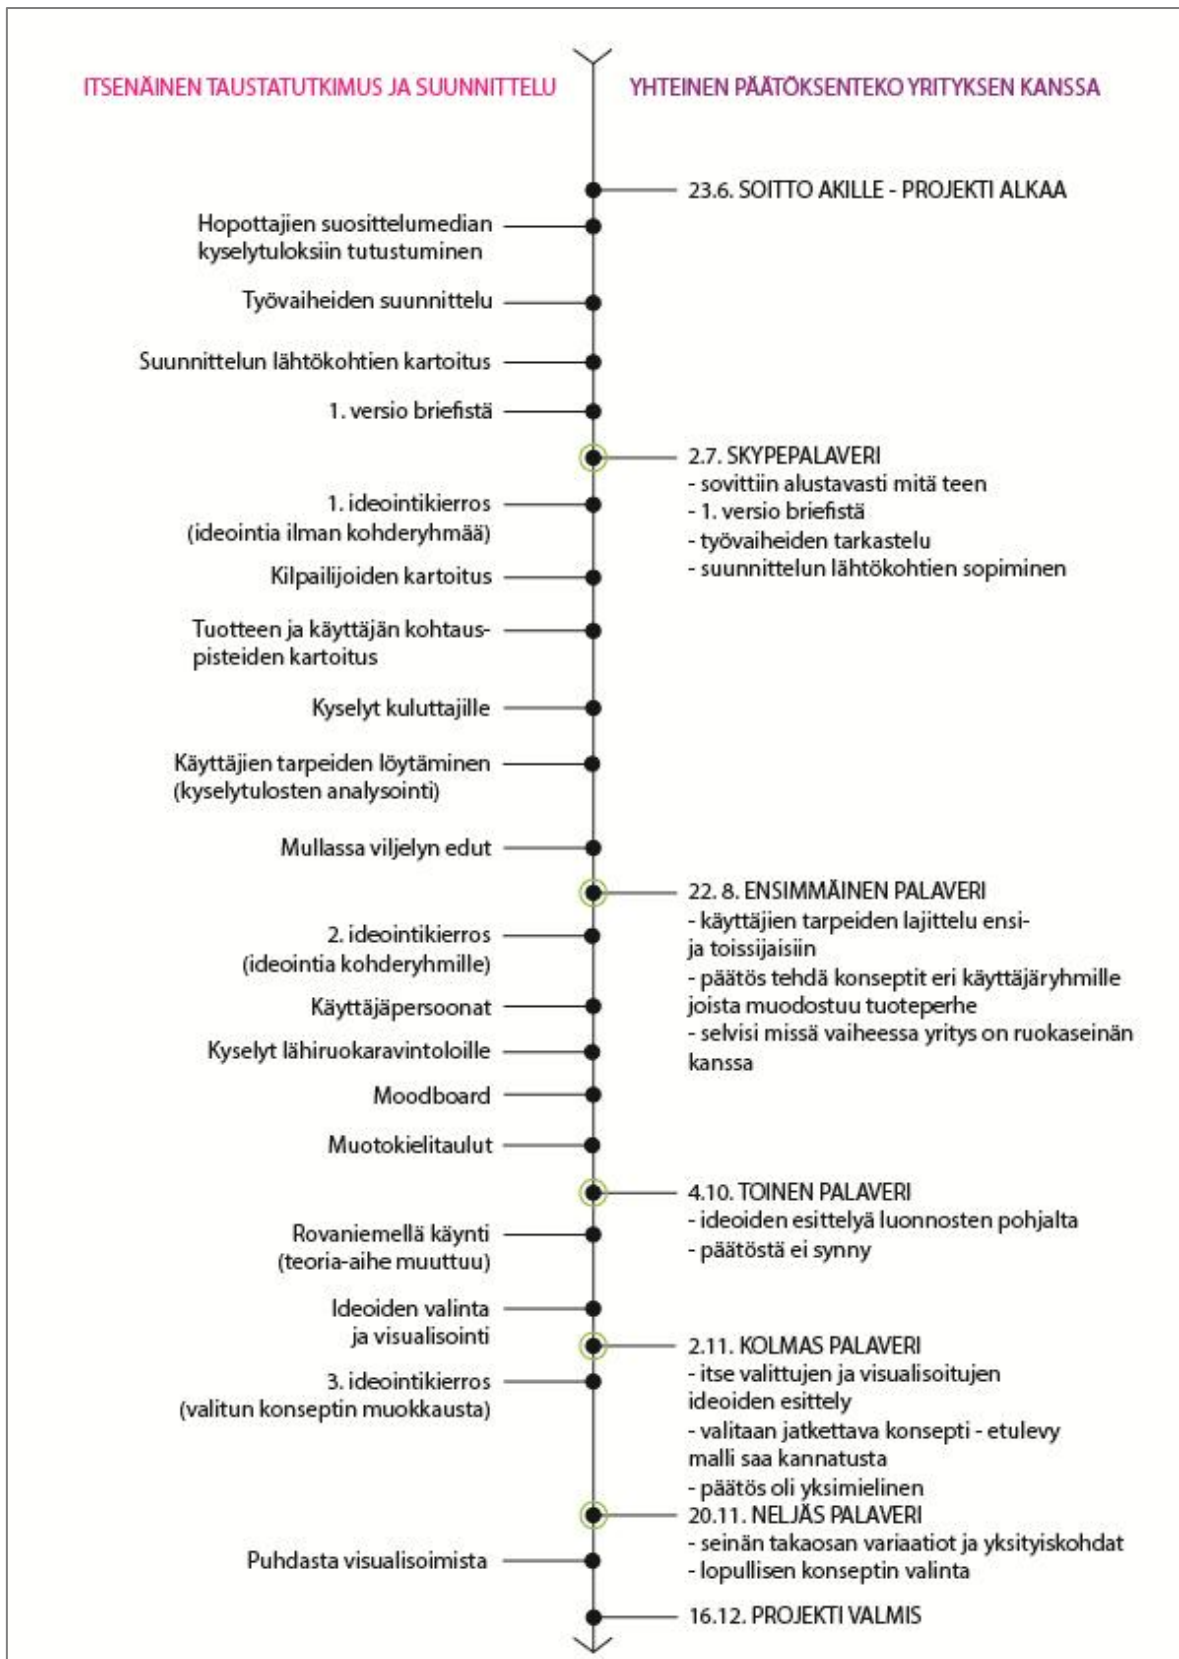 ITSENÄINEN TAUSTATUTKIMUS JA SUUNNITTELU
YHTEINEN PÄÄTÖKSENTEKO YRITYKSEN KANSSA
23.6. SOITTO AKILLE - PROJEKTI ALKAA
Hopottajien suosittelumedian
kyselytuloksiin tutustuminen
Työvaiheiden suunnittelu
Suunnittelun lähtökohtien kartoitus
1. versio briefistä
2.7. SKYPEPALAVERI
- sovittiin alustavasti mitä teen
- 1. versio briefistä
- työvaiheiden tarkastelu
- suunnittelun lähtökohtien sopiminen
1. ideointikierros
(ideointia ilman kohderyhmää)
Kilpailijoiden kartoitus
Tuotteen ja käyttäjän kohtaus-
pisteiden kartoitus
Kyselyt kuluttajille
Käyttäjien tarpeiden löytäminen
(kyselytulosten analysointi)
Mullassa viljelyn edut
22. 8. ENSIMMÄINEN PALAVERI
- käyttäjien tarpeiden lajittelu ensi-
ja toissijaisiin
- päätös tehdä konseptit eri käyttäjäryhmille
joista muodostuu tuoteperhe
- selvisi missä vaiheessa yritys on ruokaseinän
kanssa
2. ideointikierros
(ideointia kohderyhmille)
Käyttäjäpersoonat
Kyselyt lähiruokaravintoloille
Moodboard
Muotokielitaulut
4.10. TOINEN PALAVERI
- ideoiden esittelyä luonnosten pohjalta
- päätöstä ei synny
Rovaniemellä käynti
(teoria-aihe muuttuu)
Ideoiden valinta
ja visualisointi
2.11. KOLMAS PALAVERI
- itse valittujen ja visualisoitujen
ideoiden esittely
- valitaan jatkettava konsepti - etulevy
malli saa kannatusta
- päätös oli yksimielinen
3. ideointikierros
(valitun konseptin muokkausta)
20.11. NELJÄS PALAVERI
- seinän takaosan variaatiot ja yksityiskohdat
- lopullisen konseptin valinta
Puhdasta visualisoimista
16.12. PROJEKTI VALMIS